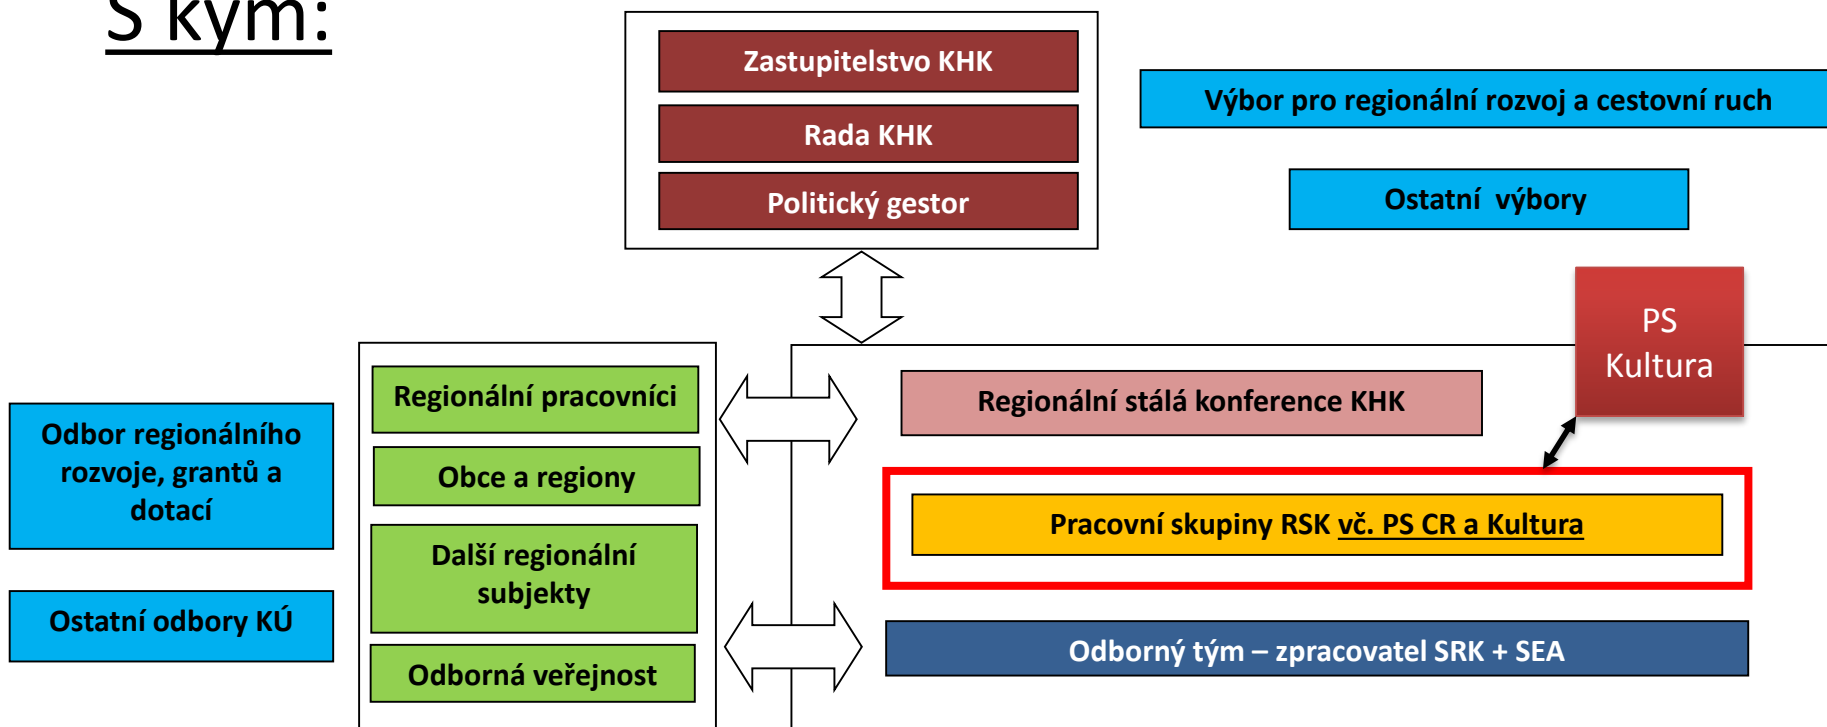 S kým:
Zastupitelstvo KHK
Rada KHK
Politický gestor
Výbor pro regionální rozvoj a cestovní ruch
Ostatní výbory
PS
Kultura
Odbor regionálního
rozvoje, grantů a
dotací
Ostatní odbory KÚ
Regionální pracovníci
Obce a regiony
Další regionální
subjekty
Odborná veřejnost
Regionální stálá konference KHK
Pracovní skupiny RSK vč. PS CR a Kultura
Odborný tým – zpracovatel SRK + SEA